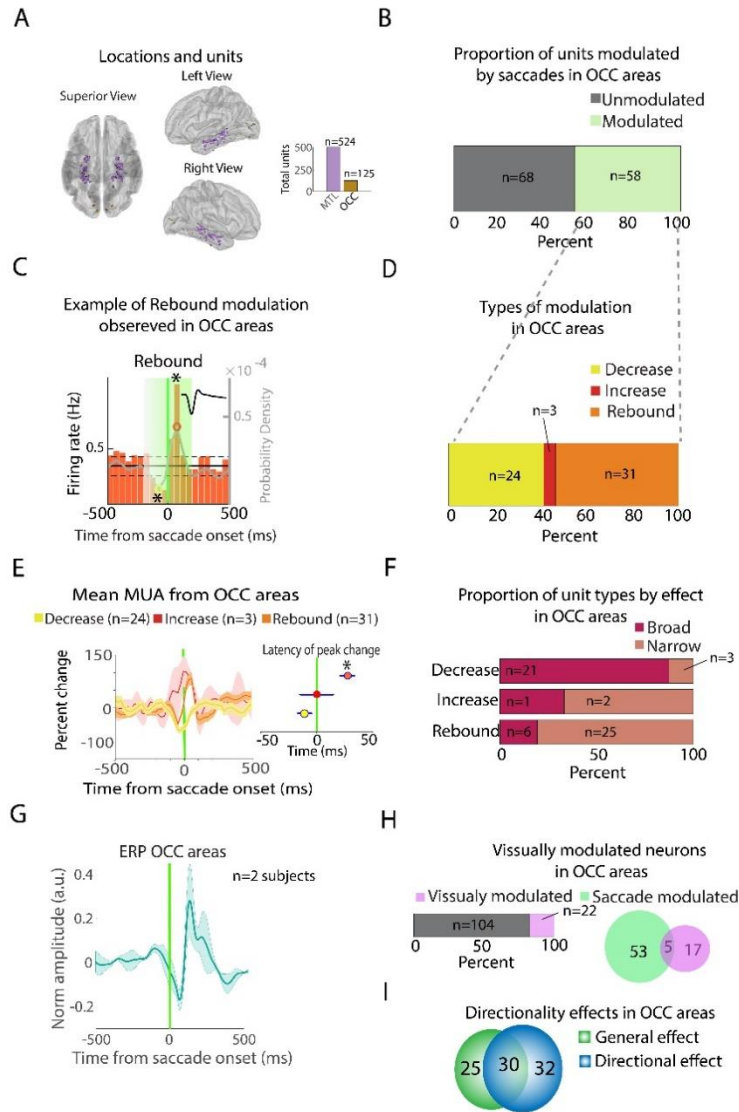 A
Locations and units
Superior View
Left View
Right View
n=524
n=125
500
0
Total units
MTL
OCC
B
Proportion of units modulated
by saccades in OCC areas
Unmodulated
Modulated
n=68
n=58
0 20 40 60 80 100
Percent
C
Example of Rebound modulation
obsereved in OCC areas
Rebound
×10 -4
*
*
0.5
0.5
Firing rate (Hz)
Probability Density
-500 0 500
Time from saccade onset (ms)
D
Types of modulation
in OCC areas
Decrease
Increase
Rebound
n=3
n=24
n=31
0 20 40 60 80 100
Percent
E
Mean MUA from OCC areas
Decrease (n=24) Increase (n=3) Rebound (n=31)
150
0
-100
Percent change
-500 0 500
Time from saccade onset (ms)
Latency of peak change
*
-50 0 50
Time (ms)
F
Proportion of unit types by effect
in OCC areas
Broad
Narrow
n=3
Decrease n=21
Increase n=1 n=2
Rebound n=6 n=25
0 50 100
Percent
G
ERP OCC areas
n=2 subjects
0.4
0.2
0
-0.2
Norm amplitude (a.u.)
-500 0 500
Time from saccade onset (ms)
H
Vissually modulated neurons
in OCC areas
Vissualy modulated Saccade modulated
n=22
n=104
0 50 100
Percent
53 5 17
I
Directionality effects in OCC areas
General effect
Directional effect
25 30 32